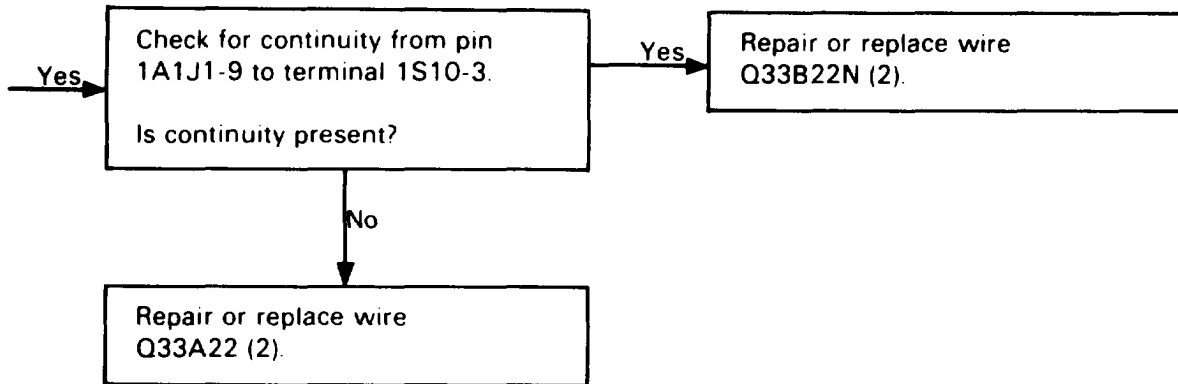 Yes
Check for continuity from pin
1A1J1-9 to terminal 1S10-3.
Is continuity present?
Yes
Repair or replace wire
Q33B22N (2).
No
Repair or replace wire
Q33A22 (2).